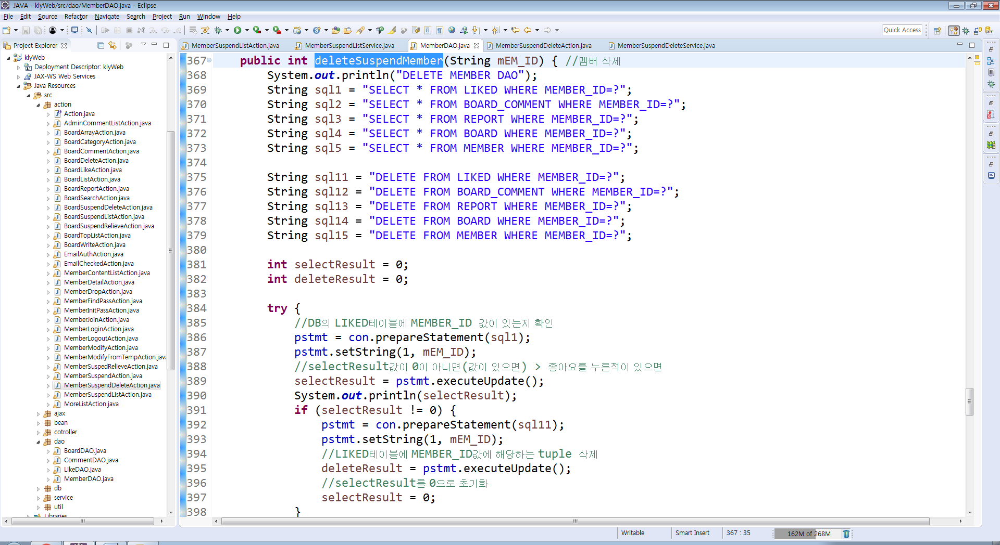 JAVA - klyWeb/src/dao/MemberDAO.java - Eclipse
File Edit Source Refactor Navigate Search Project Run Window Help
Quick Access
Project Explorer
klyWeb
Deployment Descriptor: klyWeb
JAX-WS Web Services
Java Resources
src
action
Action.java
AdminCommentListAction.java
BoardArrayAction.java
BoardCategoryAction.java
BoardCommentAction.java
BoardDeleteAction.java
BoardLikeAction.java
BoardListAction.java
BoardReportAction.java
BoardSearchAction.java
BoardSuspendDeleteAction.java
BoardSuspendListAction.java
BoardSuspendRelieveAction.java
BoardTopListAction.java
BoardWriteAction.java
EmailAuthAction.java
EmailCheckedAction.java
MemberContentListAction.java
MemberDetailAction.java
MemberDropAction.java
MemberFindPassAction.java
MemberInitPassAction.java
MemberJoinAction.java
MemberLoginAction.java
MemberLogoutAction.java
MemberModifyAction.java
MemberModifyFromTempAction.java
MemberSuspedRelieveAction.java
MemberSuspendAction.java
MemberSuspendDeleteAction.java
MemberSuspendListAction.java
MoreListAction.java
ajax
bean
cotroller
dao
BoardDAO.java
CommentDAO.java
LikeDAO.java
MemberDAO.java
db
service
util
Libraries
MemberSuspendListAction.java MemberSuspendListService.java MemberDAO.java MemberSuspendDeleteAction.java MemberSuspendDeleteService.java
367 public int deleteSuspendMember(String mEM_ID) { //멤버 삭제
368 System.out.println("DELETE MEMBER DAO");
369 String sql1 = "SELECT * FROM LIKED WHERE MEMBER_ID=?";
370 String sql2 = "SELECT * FROM BOARD_COMMENT WHERE MEMBER_ID=?";
371 String sql3 = "SELECT * FROM REPORT WHERE MEMBER_ID=?";
372 String sql4 = "SELECT * FROM BOARD WHERE MEMBER_ID=?";
373 String sql5 = "SELECT * FROM MEMBER WHERE MEMBER_ID=?";
374
375 String sql11 = "DELETE FROM LIKED WHERE MEMBER_ID=?";
376 String sql12 = "DELETE FROM BOARD_COMMENT WHERE MEMBER_ID=?";
377 String sql13 = "DELETE FROM REPORT WHERE MEMBER_ID=?";
378 String sql14 = "DELETE FROM BOARD WHERE MEMBER_ID=?";
379 String sql15 = "DELETE FROM MEMBER WHERE MEMBER_ID=?";
380
381 int selectResult = 0;
382 int deleteResult = 0;
383
384 try {
385 //DB의 LIKED테이블에 MEMBER_ID 값이 있는지 확인
386 pstmt = con.prepareStatement(sql1);
387 pstmt.setString(1, mEM_ID);
388 //selectResult값이 0이 아니면(값이 있으면) > 좋아요를 누른적이 있으면
389 selectResult = pstmt.executeUpdate();
390 System.out.println(selectResult);
391 if (selectResult != 0) {
392 pstmt = con.prepareStatement(sql11);
393 pstmt.setString(1, mEM_ID);
394 //LIKED테이블에 MEMBER_ID값에 해당하는 tuple 삭제
395 deleteResult = pstmt.executeUpdate();
396 //selectResult를 0으로 초기화
397 selectResult = 0;
398 }
Writable Smart Insert 367 : 35 162M of 268M